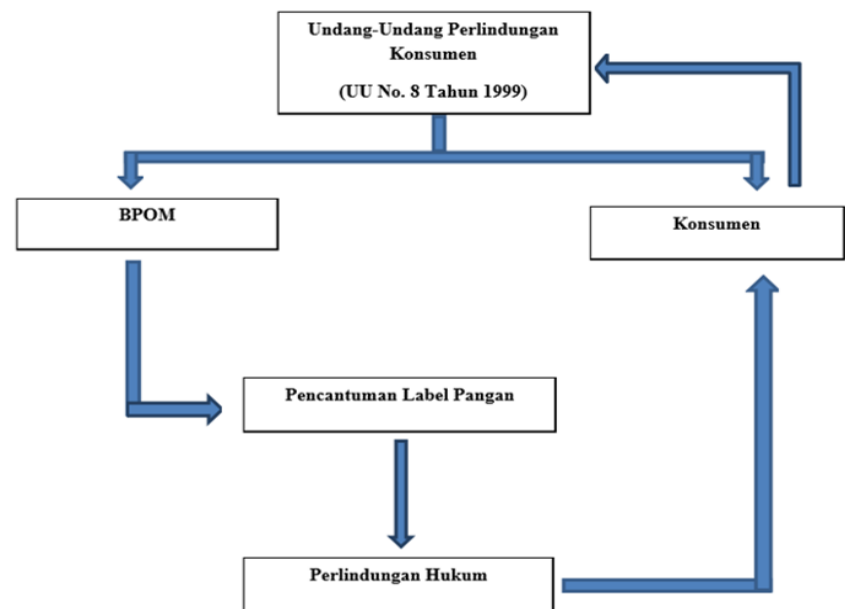 Undang-Undang Perlindungan
Konsumen
(UU No. 8 Tahun 1999)
BPOM
Konsumen
Pencantuman Label Pangan
Perlindungan Hukum